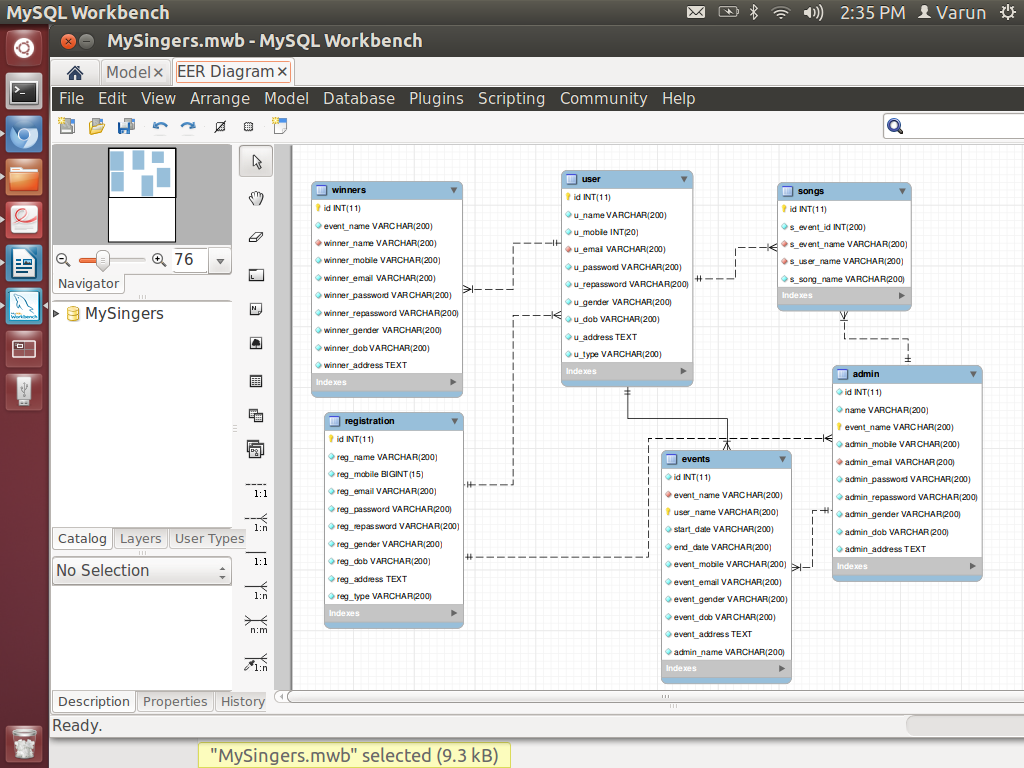 MySQL Workbench
2:35 PM
Varun
MySingers.mwb - MySQL Workbench
Model
EER Diagram
File Edit View Arrange Model Database Plugins Scripting Community Help
76
Navigator
MySingers
Catalog
Layers
User Types
No Selection
Description
Properties
History
1:1
1:n
1:1
1:n
n:m
1:n
winners
id INT(11)
event_name VARCHAR(200)
winner_name VARCHAR(200)
winner_mobile VARCHAR(200)
winner_email VARCHAR(200)
winner_password VARCHAR(200)
winner_repassword VARCHAR(200)
winner_gender VARCHAR(200)
winner_dob VARCHAR(200)
winner_address TEXT
Indexes
user
id INT(11)
u_name VARCHAR(200)
u_mobile INT(20)
u_email VARCHAR(200)
u_password VARCHAR(200)
u_repassword VARCHAR(200)
u_gender VARCHAR(200)
u_dob VARCHAR(200)
u_address TEXT
u_type VARCHAR(200)
Indexes
songs
id INT(11)
s_event_id INT(200)
s_event_name VARCHAR(200)
s_user_name VARCHAR(200)
s_song_name VARCHAR(200)
Indexes
registration
id INT(11)
reg_name VARCHAR(200)
reg_mobile BIGINT(15)
reg_email VARCHAR(200)
reg_password VARCHAR(200)
reg_repassword VARCHAR(200)
reg_gender VARCHAR(200)
reg_dob VARCHAR(200)
reg_address TEXT
reg_type VARCHAR(200)
Indexes
events
id INT(11)
event_name VARCHAR(200)
user_name VARCHAR(200)
start_date VARCHAR(200)
end_date VARCHAR(200)
event_mobile VARCHAR(200)
event_email VARCHAR(200)
event_gender VARCHAR(200)
event_dob VARCHAR(200)
event_address TEXT
admin_name VARCHAR(200)
Indexes
admin
id INT(11)
name VARCHAR(200)
event_name VARCHAR(200)
admin_mobile VARCHAR(200)
admin_email VARCHAR(200)
admin_password VARCHAR(200)
admin_repassword VARCHAR(200)
admin_gender VARCHAR(200)
admin_dob VARCHAR(200)
admin_address TEXT
Indexes
Ready.
"MySingers.mwb" selected (9.3 kB)